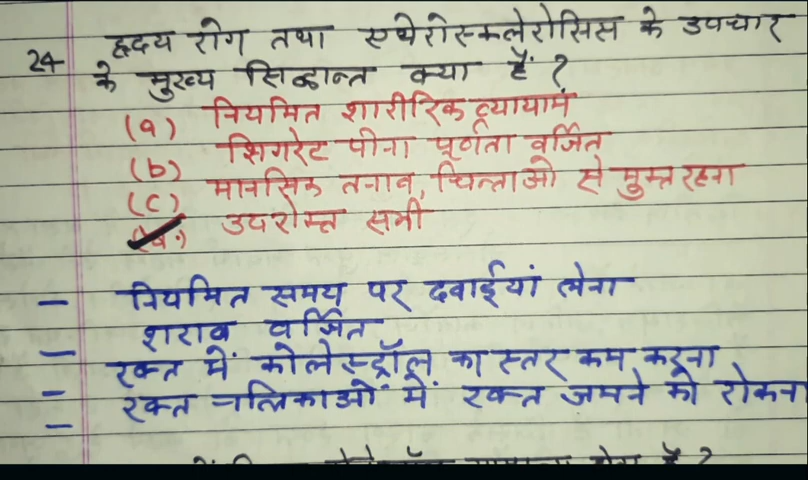 24 हृदय रोग तथा एथेरोस्कलेरोसिस के उपचार
के मुख्य सिद्धान्त क्या हैं ?
(a) नियमित शारीरिक व्यायाम
(b) शिगरेट पीना पूर्णता वर्जित
(c) मानसिक तनाव, चिन्ताओ से मुक्त रहना
उपरोक्त सभी
– नियमित समय पर दवाईयां लेना
– शराब वर्जित
– रक्त में कोलेस्ट्रॉल का स्तर कम करना
– रक्त नलिकाओं में रक्त जमने को रोकना